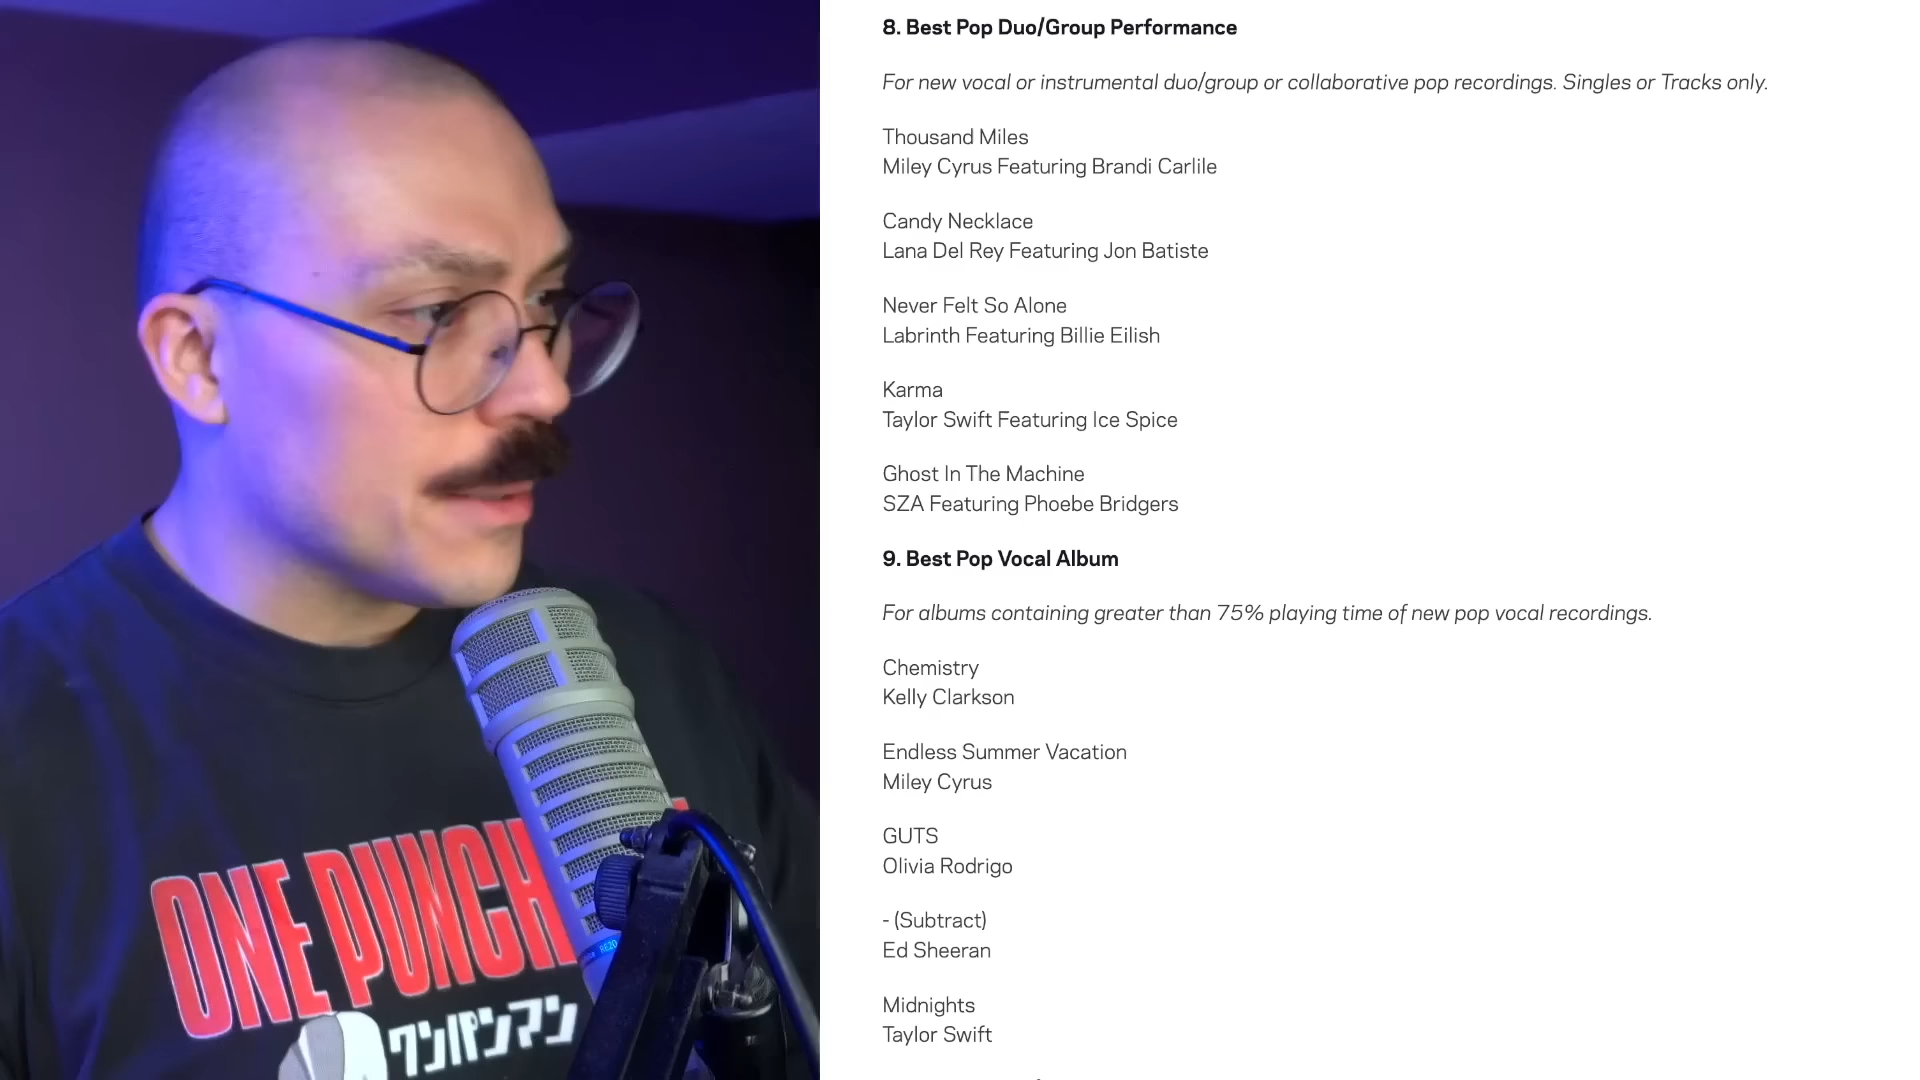 8. Best Pop Duo/Group Performance
For new vocal or instrumental duo/group or collaborative pop recordings. Singles or Tracks only.
Thousand Miles
Miley Cyrus Featuring Brandi Carlile
Candy Necklace
Lana Del Rey Featuring Jon Batiste
Never Felt So Alone
Labrinth Featuring Billie Eilish
Karma
Taylor Swift Featuring Ice Spice
Ghost In The Machine
SZA Featuring Phoebe Bridgers
9. Best Pop Vocal Album
For albums containing greater than 75% playing time of new pop vocal recordings.
Chemistry
Kelly Clarkson
Endless Summer Vacation
Miley Cyrus
GUTS
Olivia Rodrigo
- (Subtract)
Ed Sheeran
Midnights
Taylor Swift
ONE PUNCH
ワンパンマン
RE20